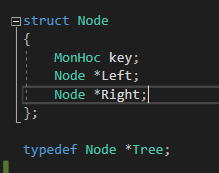 struct Node
{
MonHoc key;
Node *Left;
Node *Right;
};
typedef Node *Tree;